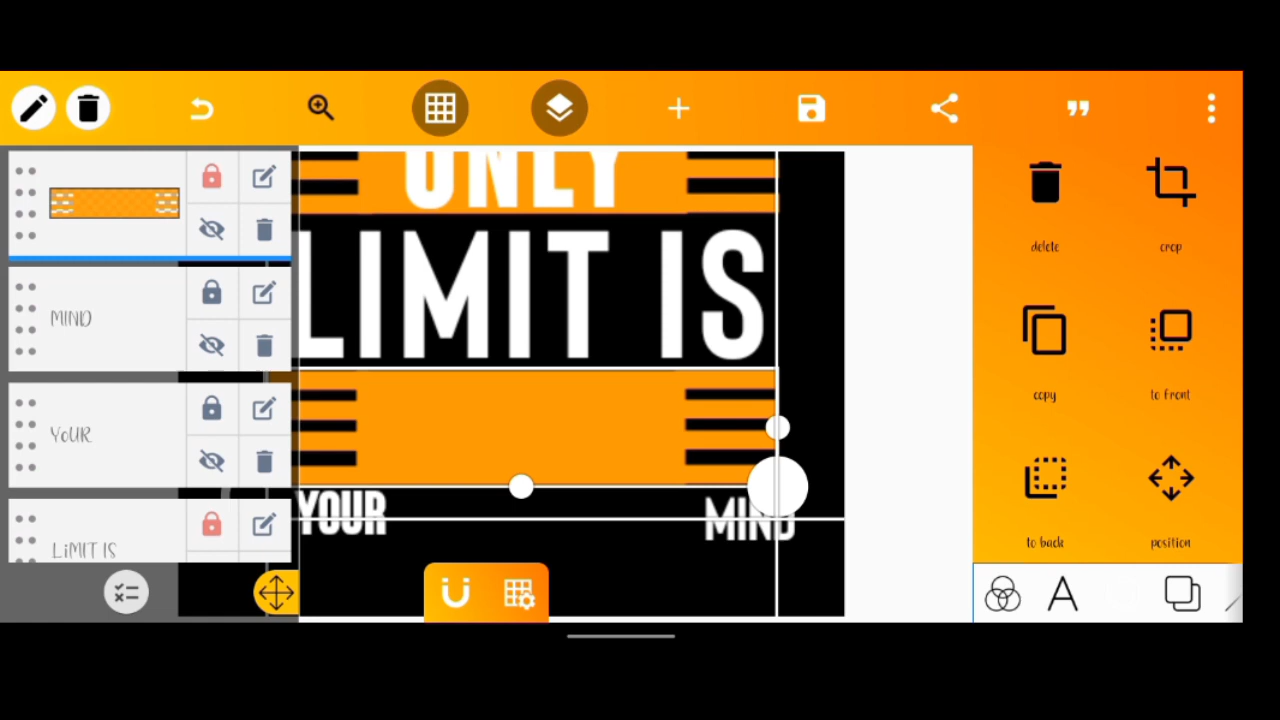 ONLY
LIMIT IS
YOUR
MIND
MIND
YoUR
LiMIT IS
delete
crop
copy
to front
to back
position